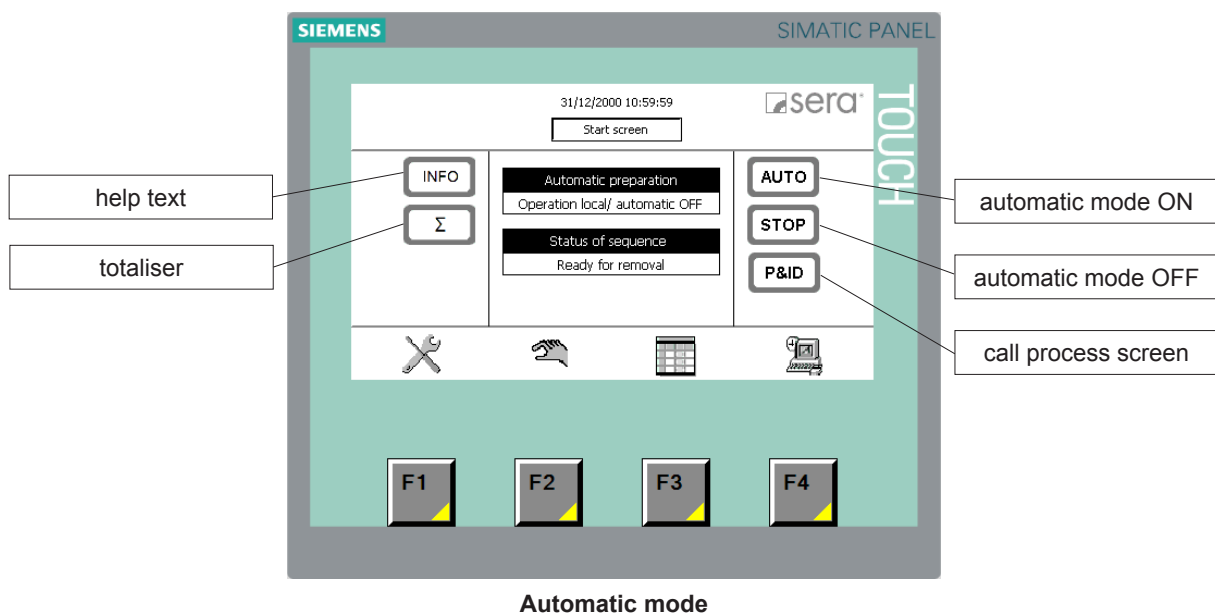 SIEMENS
SIMATIC PANEL
TOUCH
31/12/2000 10:59:59
sera
Start screen
INFO
Σ
Automatic preparation
Operation local/ automatic OFF
Status of sequence
Ready for removal
AUTO
STOP
P&ID
help text
totaliser
automatic mode ON
automatic mode OFF
call process screen
F1
F2
F3
F4
Automatic mode